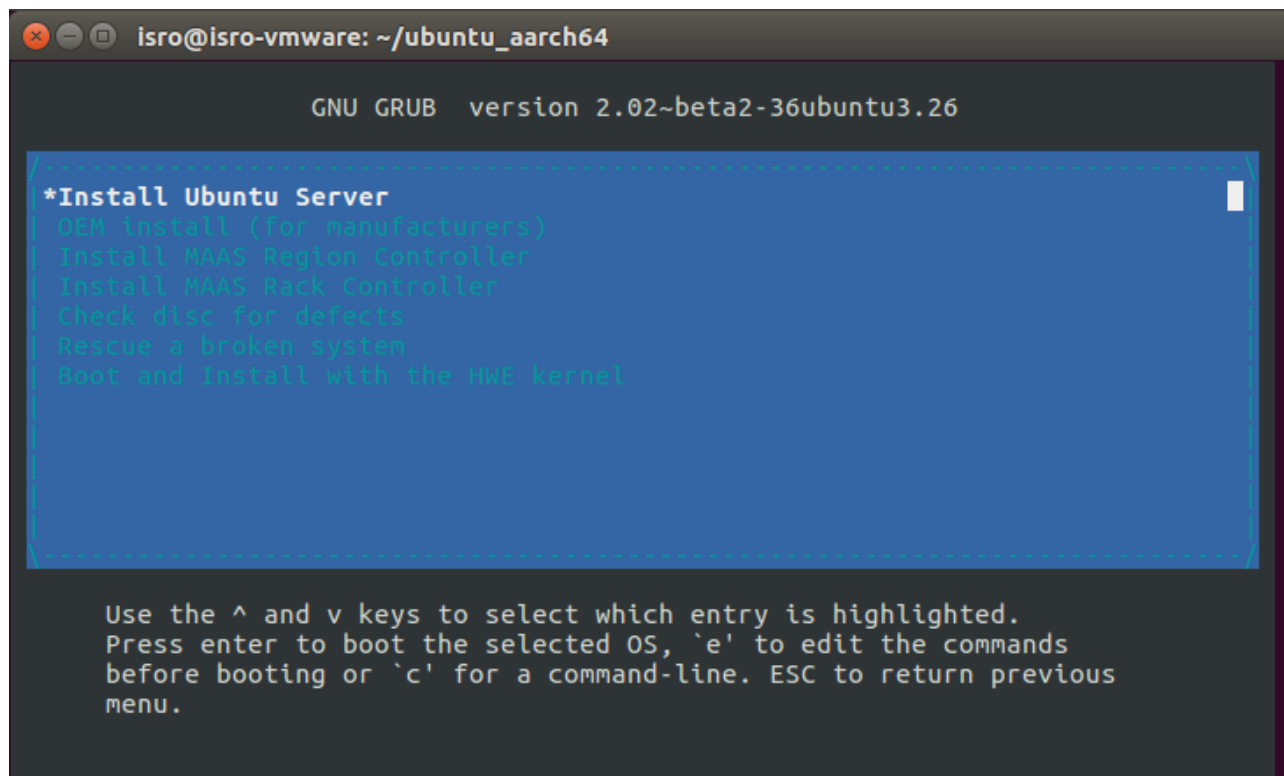 isro@isro-vmware: ~/ubuntu_aarch64
GNU GRUB  version 2.02~beta2-36ubuntu3.26
*Install Ubuntu Server
OEM install (for manufacturers)
Install MAAS Region Controller
Install MAAS Rack Controller
Check disc for defects
Rescue a broken system
Boot and Install with the HWE kernel
Use the ^ and v keys to select which entry is highlighted.
Press enter to boot the selected OS, `e' to edit the commands
before booting or `c' for a command-line. ESC to return previous
menu.